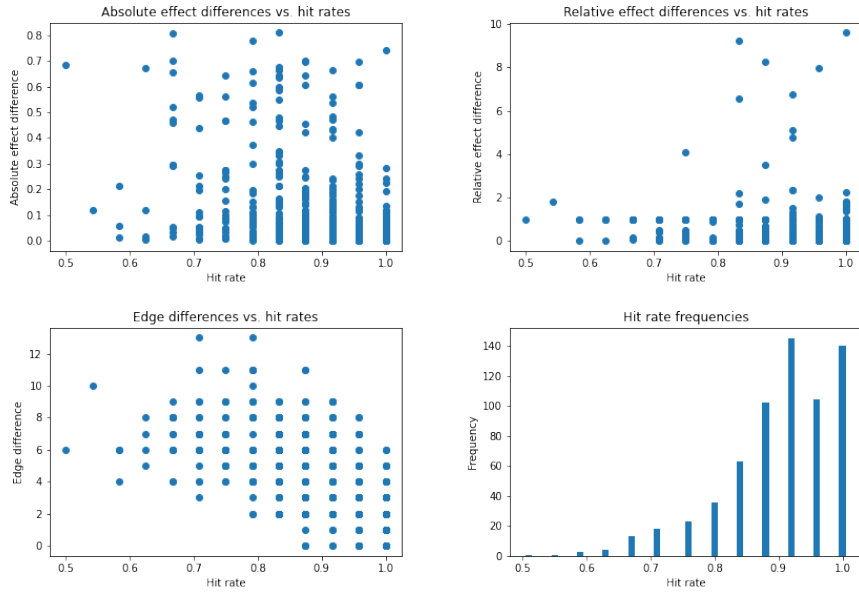 Absolute effect differences vs. hit rates
Absolute effect difference
0.8
0.7
0.6
0.5
0.4
0.3
0.2
0.1
0.0
0.5 0.6 0.7 0.8 0.9 1.0
Hit rate
Relative effect differences vs. hit rates
Relative effect difference
10
8
6
4
2
0
0.5 0.6 0.7 0.8 0.9 1.0
Hit rate
Edge differences vs. hit rates
Edge difference
12
10
8
6
4
2
0
0.5 0.6 0.7 0.8 0.9 1.0
Hit rate
Hit rate frequencies
Frequency
140
120
100
80
60
40
20
0
0.5 0.6 0.7 0.8 0.9 1.0
Hit rate